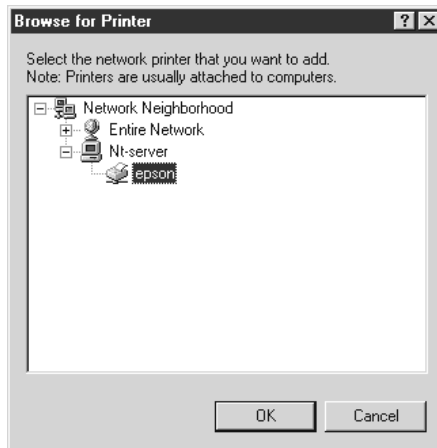 Browse for Printer
Select the network printer that you want to add.
Note: Printers are usually attached to computers.
Network Neighborhood
Entire Network
Nt-server
epson
OK Cancel